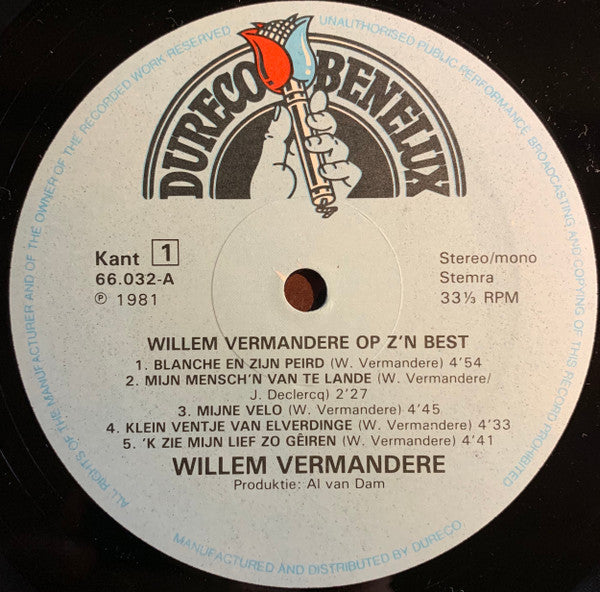 ALL RIGHTS OF THE MANUFACTURER AND OF THE OWNER OF THE RECORDED WORK RESERVED
UNAUTHORISED PUBLIC PERFORMANCE BROADCASTING AND COPYING OF THIS RECORD PROHIBITED
DURECO BENELUX
Kant 1
66.032-A
℗ 1981
Stereo/mono
Stemra
33⅓ RPM
WILLEM VERMANDERE OP Z'N BEST
1. BLANCHE EN ZIJN PEIRD (W. Vermandere) 4'54
2. MIJN MENSCH'N VAN TE LANDE (W. Vermandere/
J. Declercq) 2'27
3. MIJNE VELO (W. Vermandere) 4'45
4. KLEIN VENTJE VAN ELVERDINGE (W. Vermandere) 4'33
5. 'K ZIE MIJN LIEF ZO GÊIREN (W. Vermandere) 4'41
WILLEM VERMANDERE
Produktie: Al van Dam
MANUFACTURED AND DISTRIBUTED BY DURECO